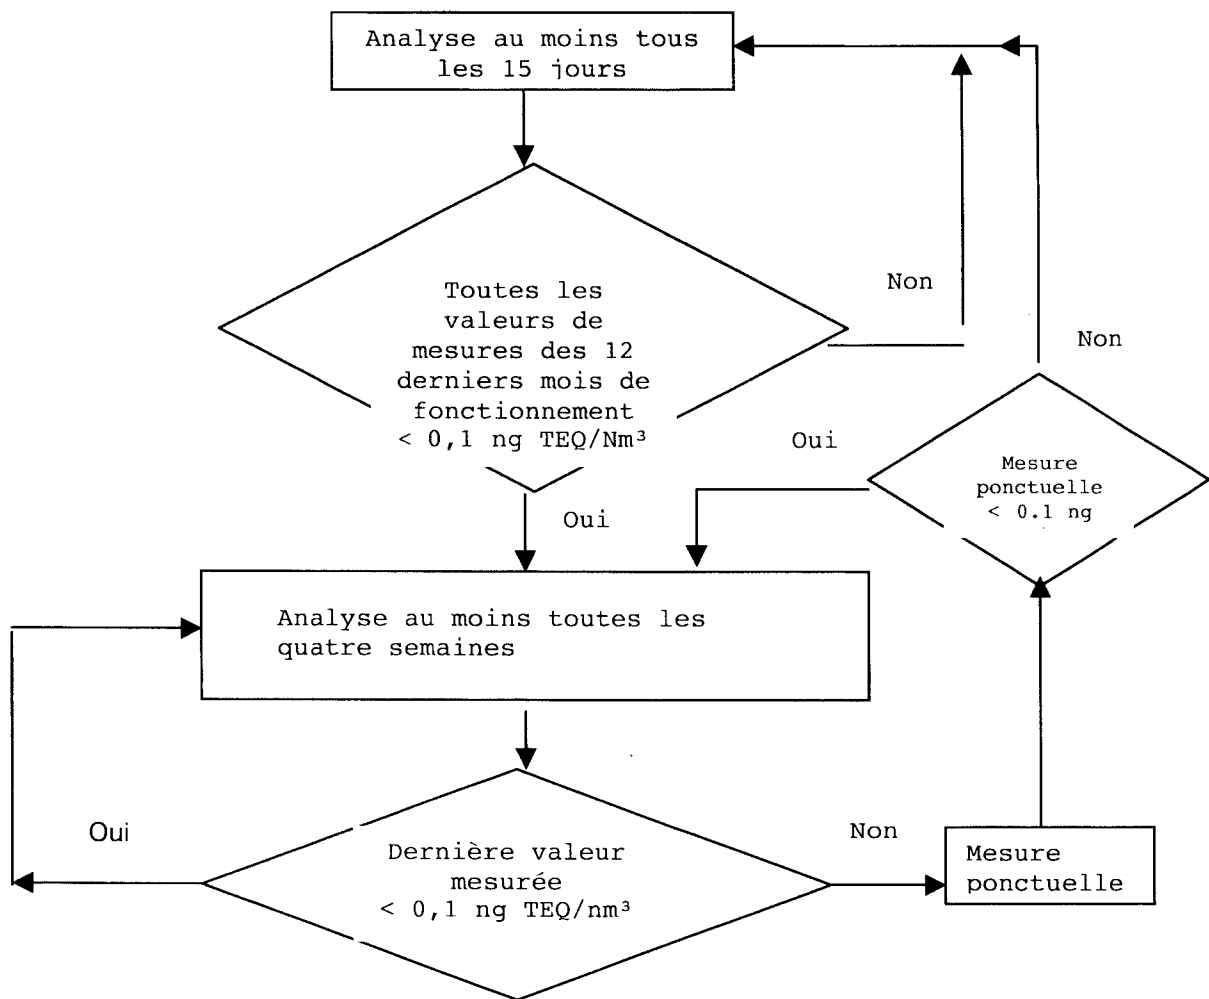 Analyse au moins tous
les 15 jours
Non
Toutes les
valeurs de
mesures des 12
derniers mois de
fonctionnement
< 0,1 ng TEQ/Nm³
Non
Oui
Mesure
ponctuelle
< 0.1 ng
Oui
Analyse au moins toutes les
quatre semaines
Oui
Non
Dernière valeur
mesurée
< 0,1 ng TEQ/nm³
Mesure
ponctuelle